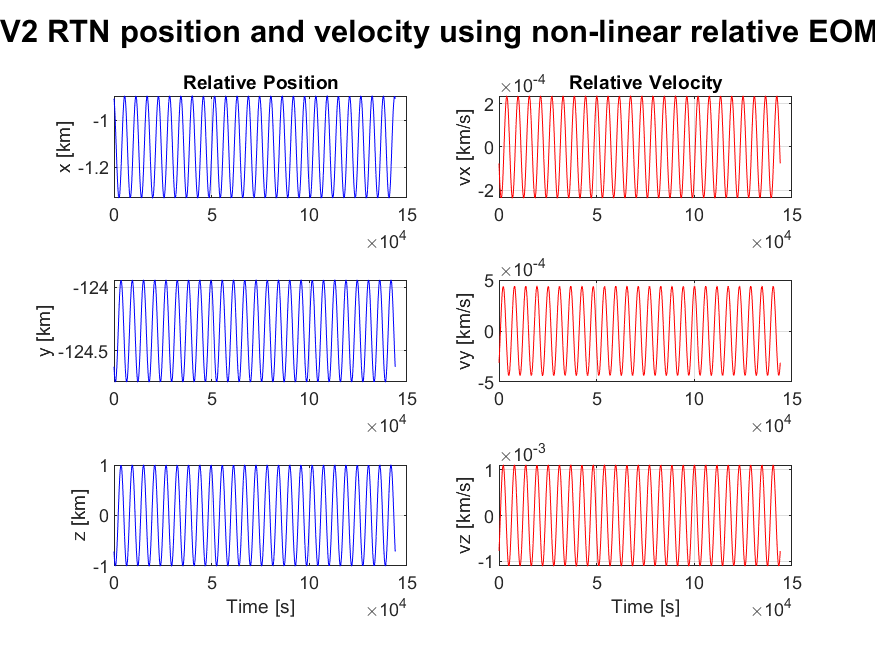 V2 RTN position and velocity using non-linear relative EOM
Relative Position
x [km]
-1
-1.2
0 5 10 15
×10^4
Relative Velocity
×10^-4
vx [km/s]
2
0
-2
0 5 10 15
×10^4
y [km]
-124
-124.5
0 5 10 15
×10^4
×10^-4
vy [km/s]
5
0
-5
0 5 10 15
×10^4
z [km]
1
0
-1
0 5 10 15
Time [s]
×10^4
×10^-3
vz [km/s]
1
0
-1
0 5 10 15
Time [s]
×10^4